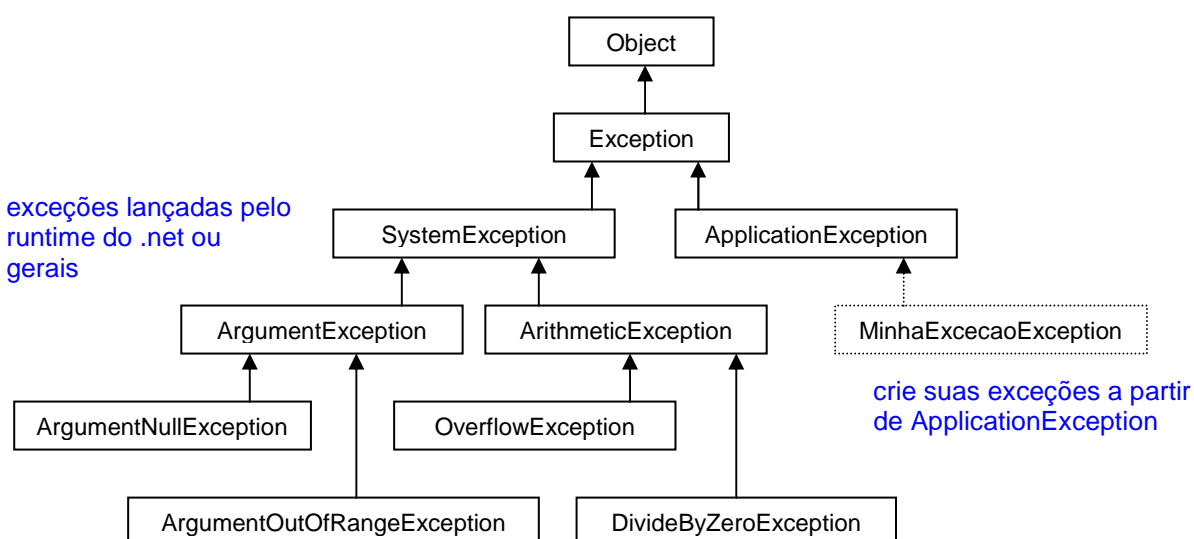 Object
Exception
exceções lançadas pelo
runtime do .net ou
gerais
SystemException
ApplicationException
ArgumentException
ArithmeticException
MinhaExcecaoException
crie suas exceções a partir
de ApplicationException
ArgumentNullException
OverflowException
ArgumentOutOfRangeException
DivideByZeroException